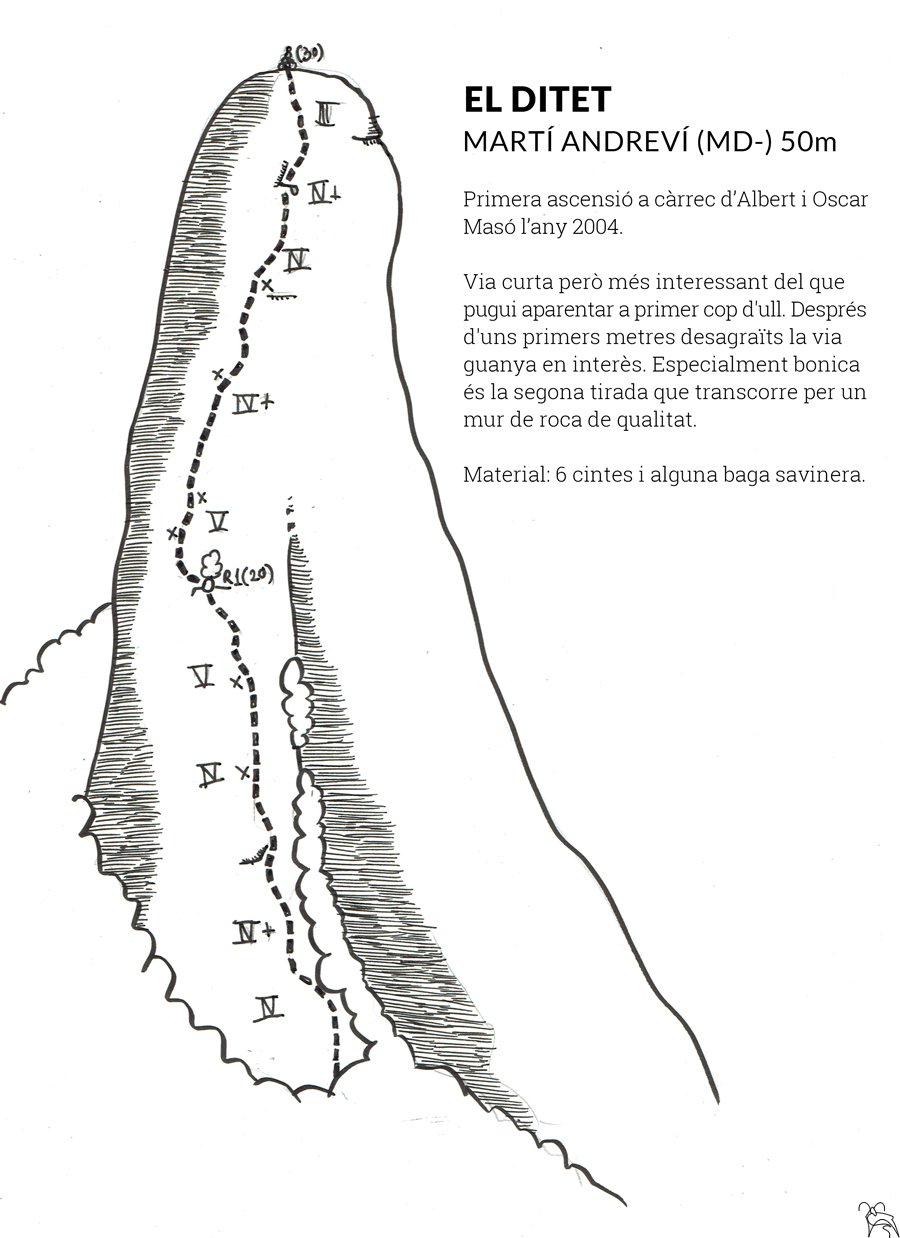 R(30)
EL DITET
MARTÍ ANDREVÍ (MD-) 50m
Primera ascensió a càrrec d'Albert i Oscar
Masó l'any 2004.
Via curta però més interessant del que
pugui aparentar a primer cop d'ull. Després
d'uns primers metres desagraïts la via
guanya en interès. Especialment bonica
és la segona tirada que transcorre per un
mur de roca de qualitat.
Material: 6 cintes i alguna baga savinera.
III
IV+
IV
IV+
V
R1(20)
V
IV
IV+
IV